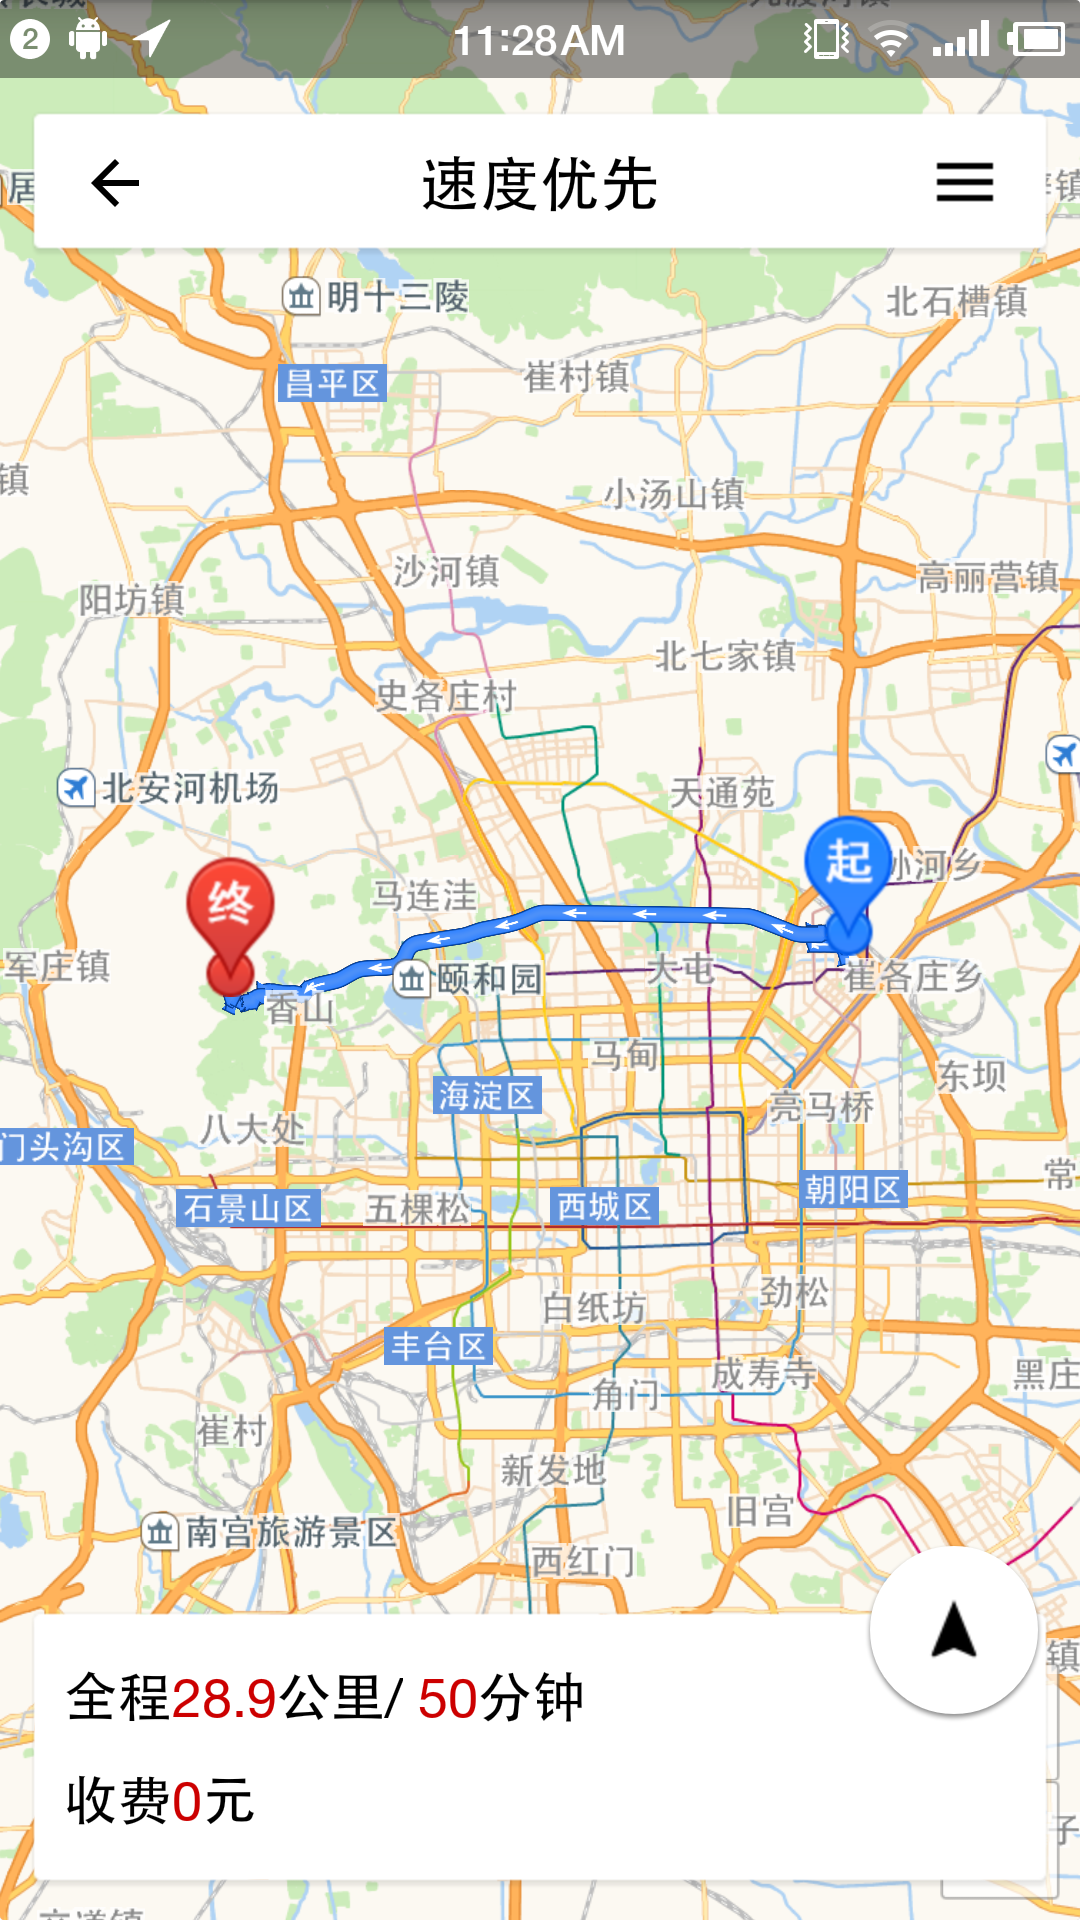 2
11:28AM
速度优先
明十三陵
北石槽镇
昌平区
崔村镇
镇
小汤山镇
沙河镇
高丽营镇
阳坊镇
北七家镇
史各庄村
北安河机场
天通苑
起
孙河乡
终
马连洼
军庄镇
颐和园
大屯
崔各庄乡
香山
马甸
东坝
海淀区
亮马桥
八大处
门头沟区
常
朝阳区
石景山区
五棵松
西城区
劲松
白纸坊
丰台区
成寿寺
黑庄
角门
崔村
新发地
旧宫
南宫旅游景区
西红门
镇
全程28.9公里/ 50分钟
收费0元
子